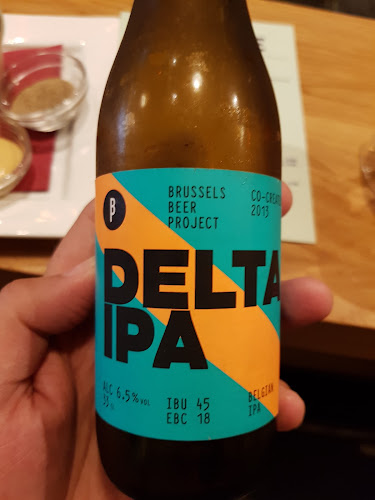 β
BRUSSELS
BEER
PROJECT
CO-CREATED
2013
DELTA
IPA
ALC 6.5% VOL
33 CL
IBU 45
EBC 18
BELGIAN
IPA